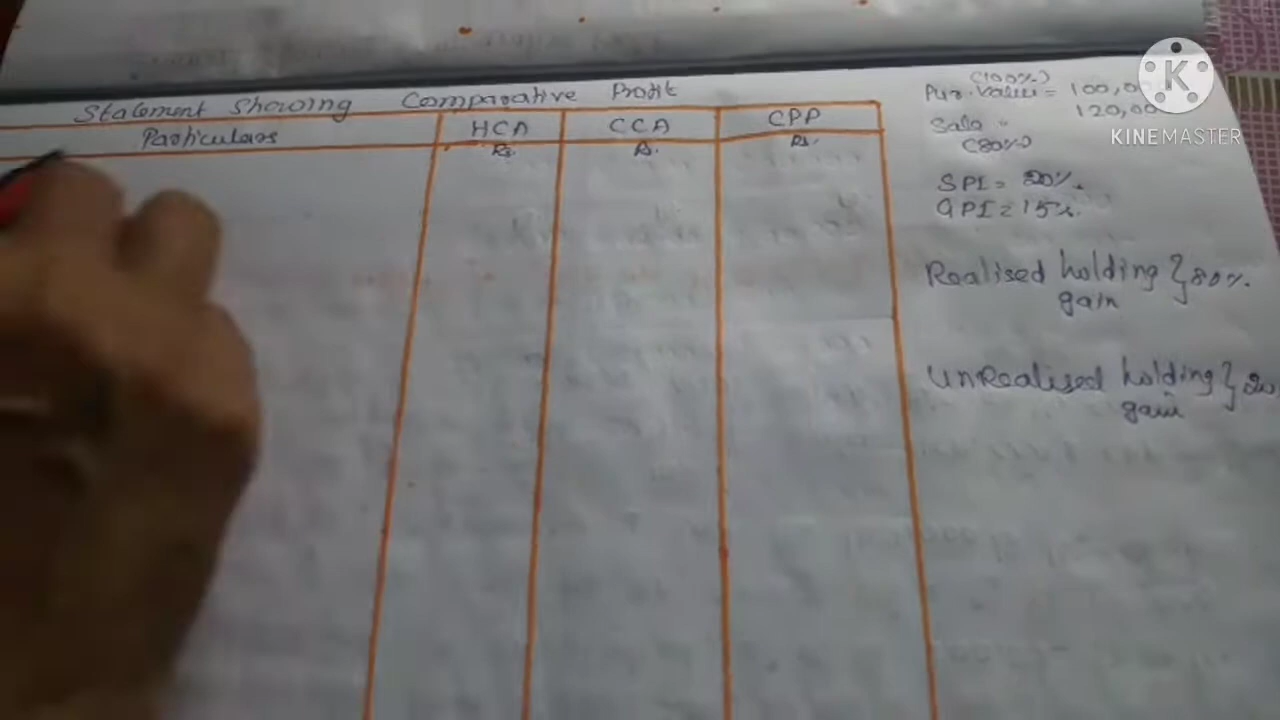 Statement Showing Comparative Profit
Particulars HCA CCA CPP
Rs. Rs. Rs.
(100%)
Pur. Value = 100,0
120,00
Sale "
(80%)
SPI = 20%.
GPI = 15%.
Realised holding } 80%.
gain
UnRealised holding } 20
gain
KINEMASTER